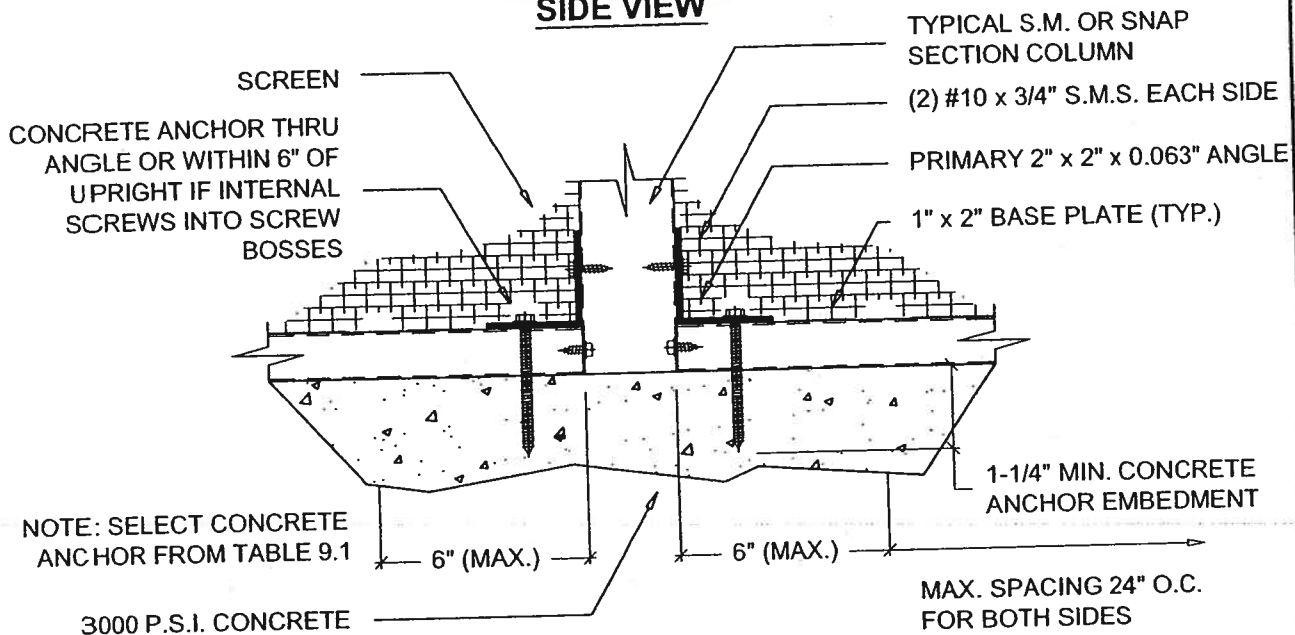 SIDE VIEW
SCREEN
CONCRETE ANCHOR THRU
ANGLE OR WITHIN 6" OF
UPRIGHT IF INTERNAL
SCREWS INTO SCREW
BOSSES
TYPICAL S.M. OR SNAP
SECTION COLUMN
(2) #10 x 3/4" S.M.S. EACH SIDE
PRIMARY 2" x 2" x 0.063" ANGLE
1" x 2" BASE PLATE (TYP.)
1-1/4" MIN. CONCRETE
ANCHOR EMBEDMENT
NOTE: SELECT CONCRETE
ANCHOR FROM TABLE 9.1
6" (MAX.)
6" (MAX.)
MAX. SPACING 24" O.C.
FOR BOTH SIDES
3000 P.S.I. CONCRETE